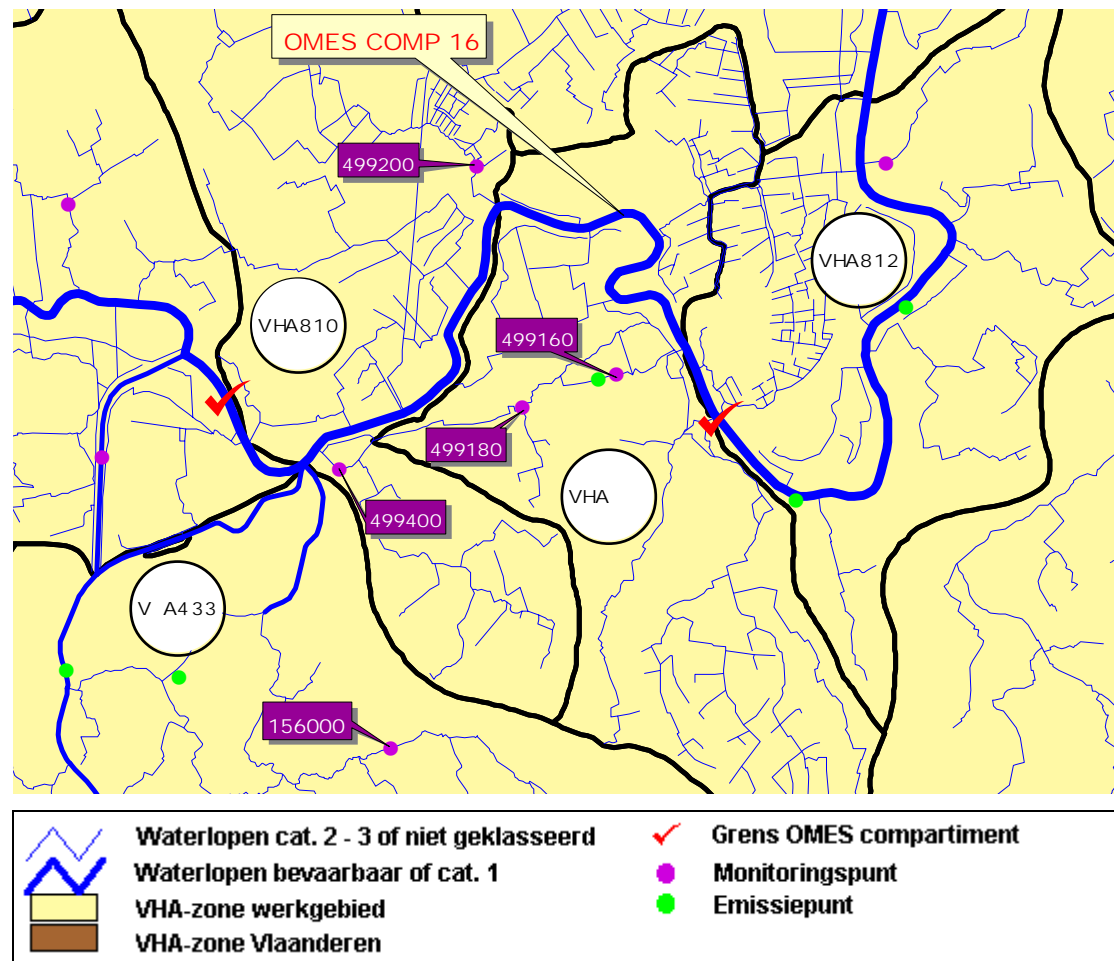 OMES COMP 16
499200
VHA812
VHA810
499160
499180
VHA
499400
V A433
156000
Waterlopen cat. 2 - 3 of niet geklasseerd
Waterlopen bevaarbaar of cat. 1
VHA-zone werkgebied
VHA-zone Vlaanderen
Grens OMES compartiment
Monitoringspunt
Emissiepunt